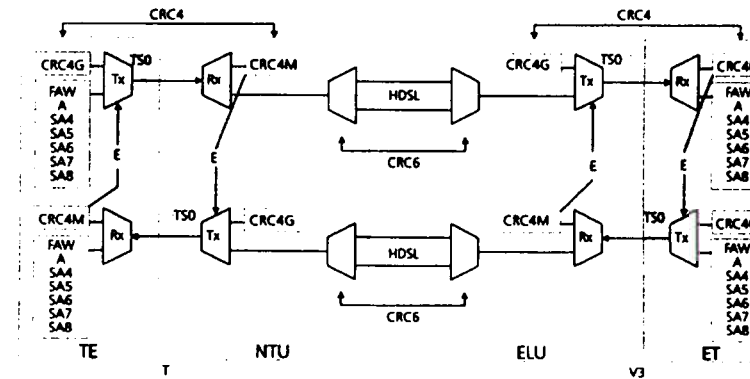 CRC4
CRC4
CRC4G
Tx
TS0
Rx
CRC4M
HDSL
CRC4G
Tx
TS0
Rx
FAW
A
SA4
SA5
SA6
SA7
SA8
E
E
CRC6
E
E
FAW
A
SA4
SA5
SA6
SA7
SA8
CRC4M
Rx
TS0
Tx
CRC4G
HDSL
CRC4M
Rx
TS0
Tx
FAW
A
SA4
SA5
SA6
SA7
SA8
CRC6
FAW
A
SA4
SA5
SA6
SA7
SA8
TE
NTU
ELU
ET
T
V3